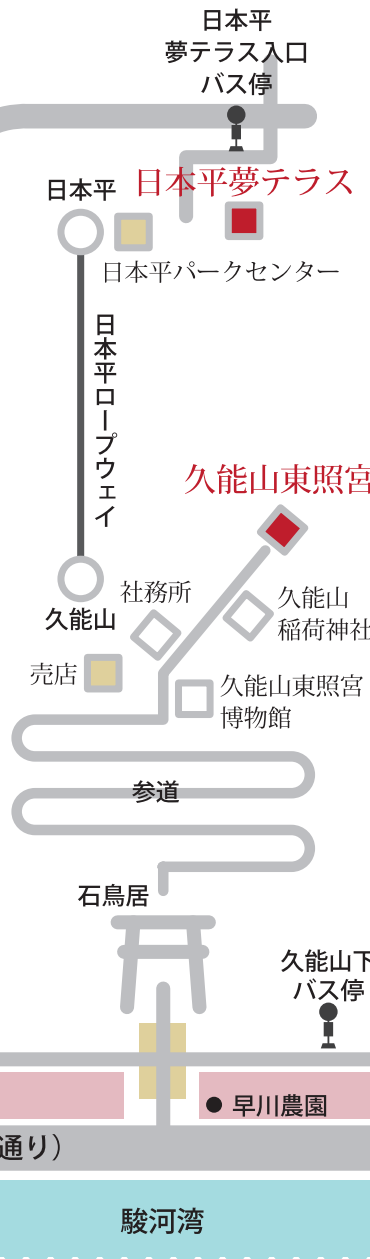 日本平
夢テラス入口
バス停
日本平夢テラス
日本平
日本平パークセンター
日本平ロープウェイ
久能山東照宮
社務所
久能山
稲荷神社
久能山
売店
久能山東照宮
博物館
参道
石鳥居
久能山下
バス停
早川農園
通り）
駿河湾